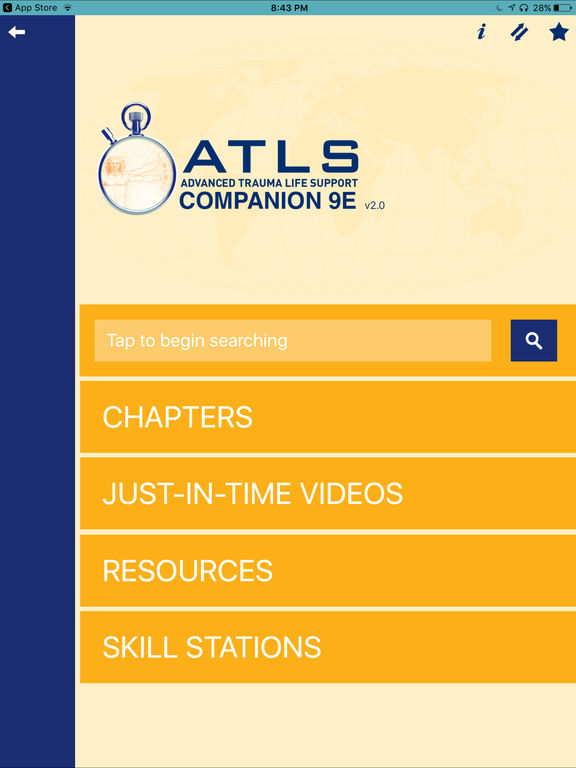 App Store
8:43 PM
28%
i
ATLS
ADVANCED TRAUMA LIFE SUPPORT
COMPANION 9E v2.0
Tap to begin searching
CHAPTERS
JUST-IN-TIME VIDEOS
RESOURCES
SKILL STATIONS